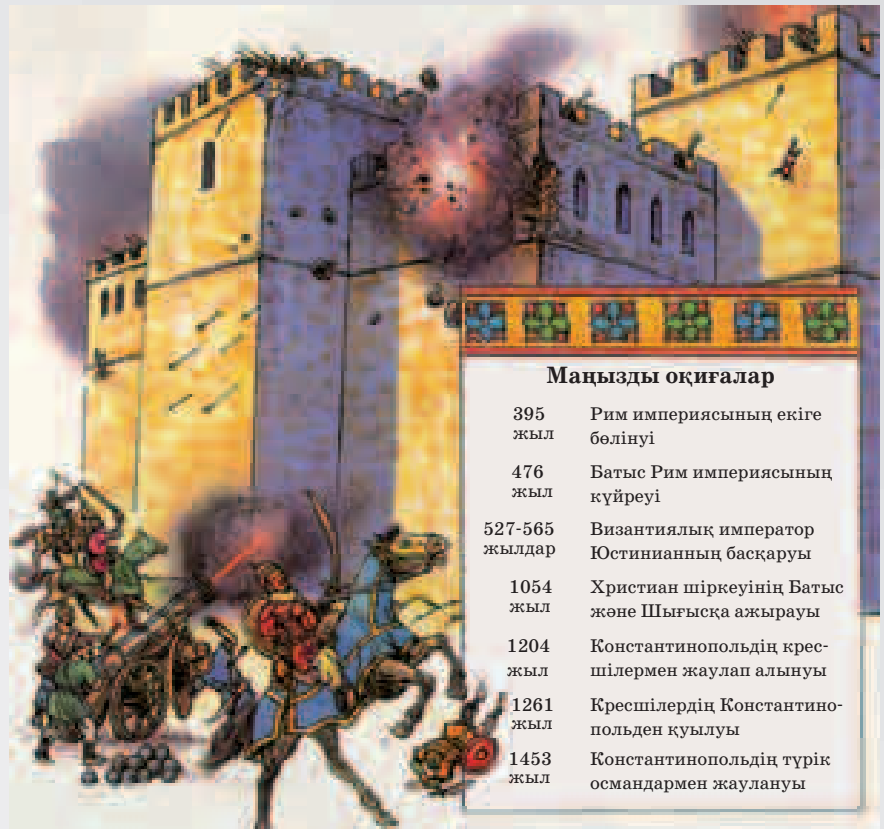 Маңызды оқиғалар
395 Рим империясының екіге
жыл бөлінуі
476 Батыс Рим империясының
жыл күйреуі
527-565 Византиялық император
жылдар Юстинианның басқаруы
1054 Христиан шіркеуінің Батыс
жыл және Шығысқа ажырауы
1204 Константинопольдің крес-
жыл шілермен жаулап алынуы
1261 Кресшілердің Константино-
жыл польден қуылуы
1453 Константинопольдің түрік
жыл османдармен жаулануы